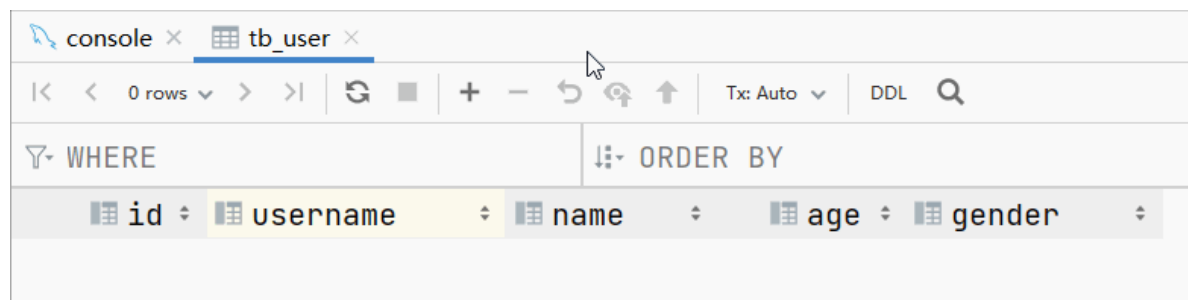 console tb_user
0 rows Tx: Auto DDL
WHERE ORDER BY
id username name age gender